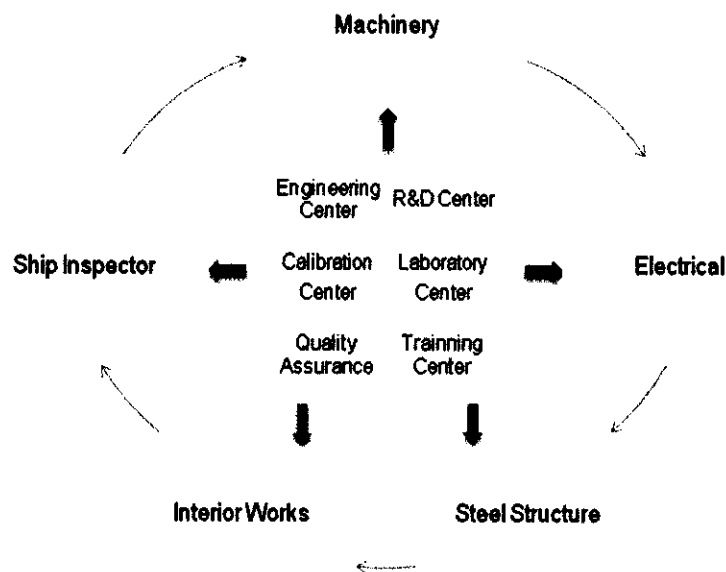 Machinery
Engineering
Center
R&D Center
Ship Inspector
Calibration
Center
Laboratory
Center
Electrical
Quality
Assurance
Trainning
Center
Interior Works
Steel Structure